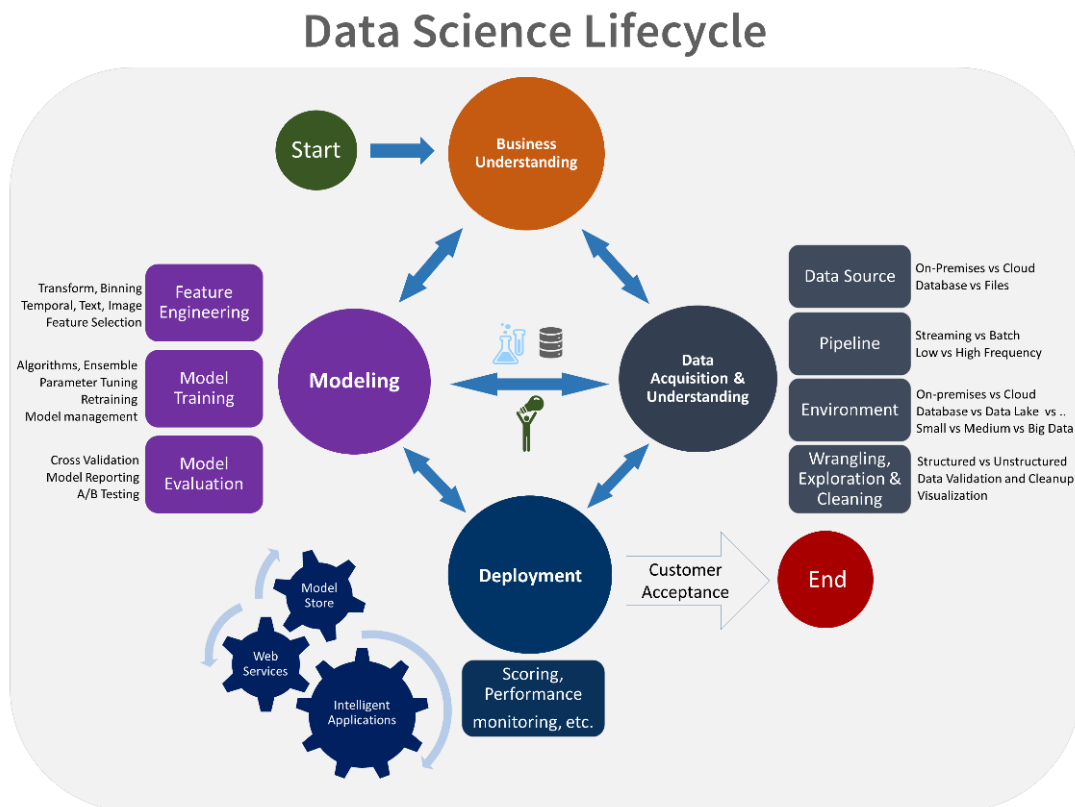 Data Science Lifecycle
Start
Business
Understanding
Transform, Binning
Temporal, Text, Image
Feature Selection
Feature
Engineering
Algorithms, Ensemble
Parameter Tuning
Retraining
Model management
Model
Training
Cross Validation
Model Reporting
A/B Testing
Model
Evaluation
Modeling
Data
Acquisition &
Understanding
Data Source
On-Premises vs Cloud
Database vs Files
Pipeline
Streaming vs Batch
Low vs High Frequency
Environment
On-premises vs Cloud
Database vs Data Lake vs ..
Small vs Medium vs Big Data
Wrangling,
Exploration &
Cleaning
Structured vs Unstructured
Data Validation and Cleanup
Visualization
Deployment
Customer
Acceptance
End
Model
Store
Web
Services
Intelligent
Applications
Scoring,
Performance
monitoring, etc.